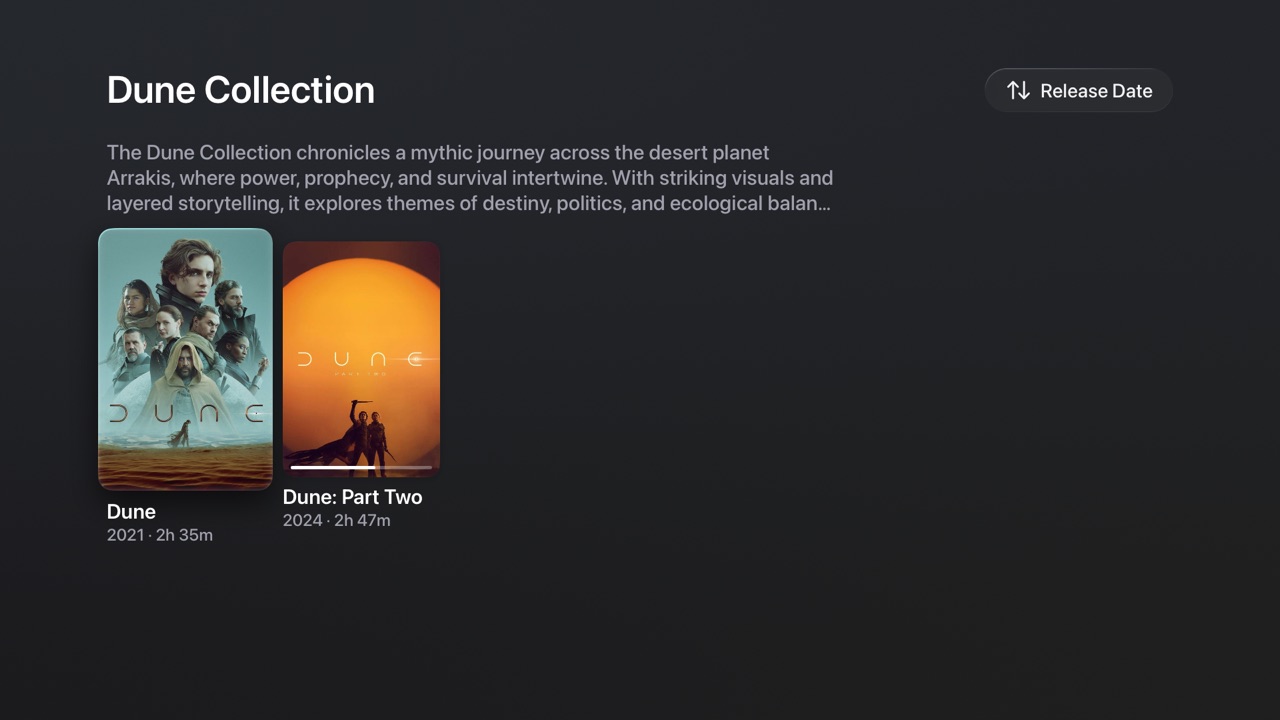 Dune Collection
Release Date
The Dune Collection chronicles a mythic journey across the desert planet
Arrakis, where power, prophecy, and survival intertwine. With striking visuals and
layered storytelling, it explores themes of destiny, politics, and ecological balan...
DUNE
DUNE
PART TWO
Dune
2021 · 2h 35m
Dune: Part Two
2024 · 2h 47m